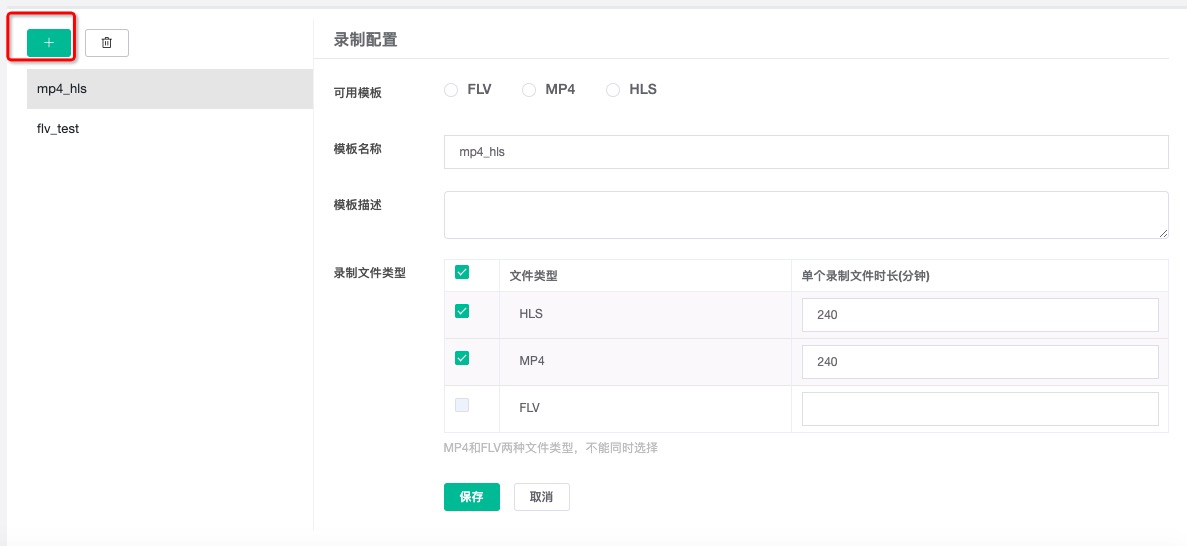 mp4_hls
flv_test
录制配置
可用模板 FLV MP4 HLS
模板名称 mp4_hls
模板描述
录制文件类型 文件类型 单个录制文件时长(分钟)
HLS 240
MP4 240
FLV
MP4和FLV两种文件类型，不能同时选择
保存 取消